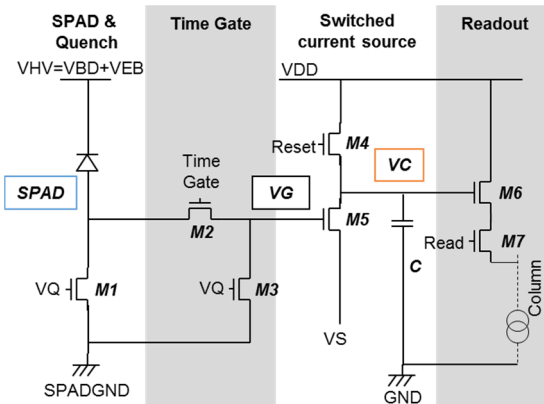 SPAD &
Quench
Time Gate
Switched
current source
Readout
VHV=VBD+VEB
VDD
Reset
M4
SPAD
Time
Gate
VG
VC
M2
M5
M6
VQ
M1
VQ
M3
C
Read
M7
Column
VS
SPADGND
GND